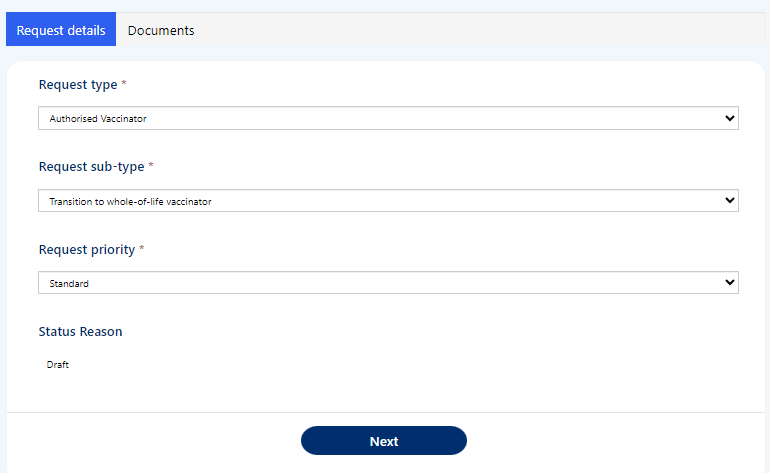 Request details
Documents
Request type *
Authorised Vaccinator
Request sub-type *
Transition to whole-of-life vaccinator
Request priority *
Standard
Status Reason
Draft
Next